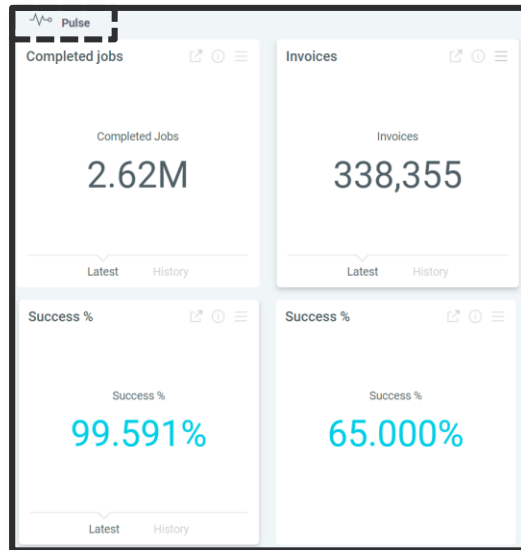 Pulse
Completed jobs
Completed Jobs
2.62M
Latest History
Invoices
Invoices
338,355
Latest History
Success %
Success %
99.591%
Latest History
Success %
Success %
65.000%